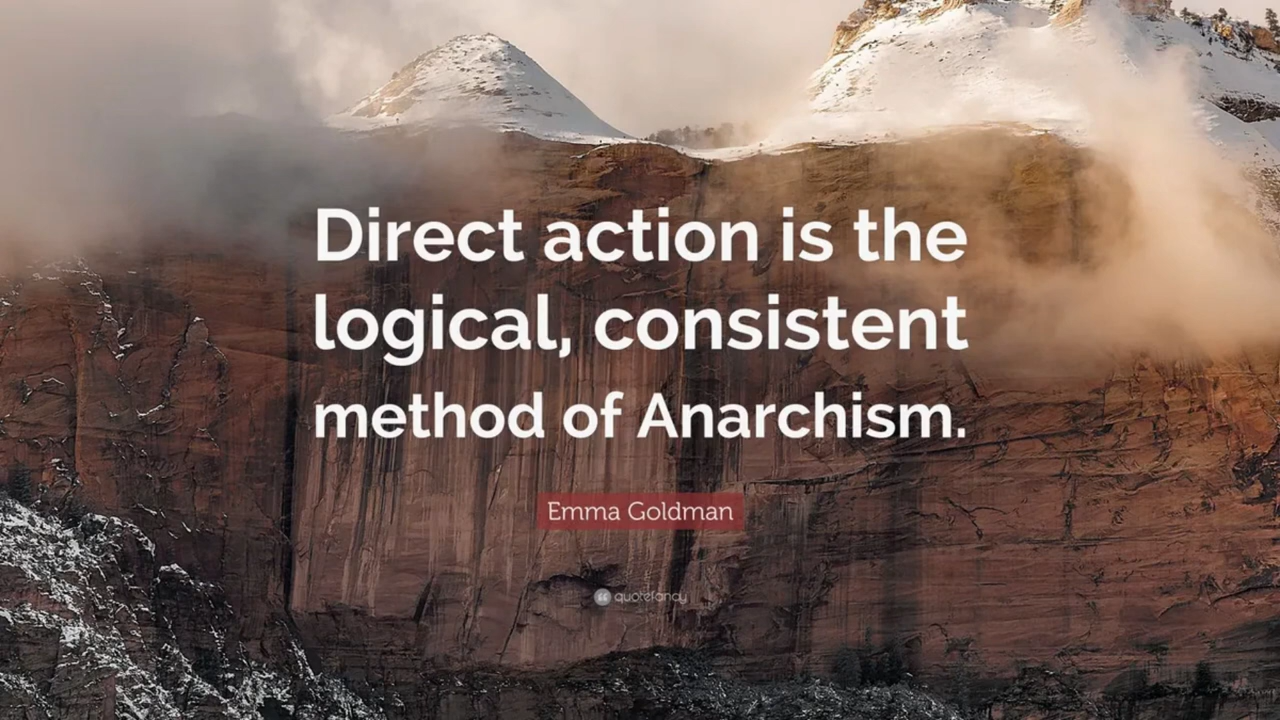 Direct action is the
logical, consistent
method of Anarchism.
Emma Goldman
quotefancy